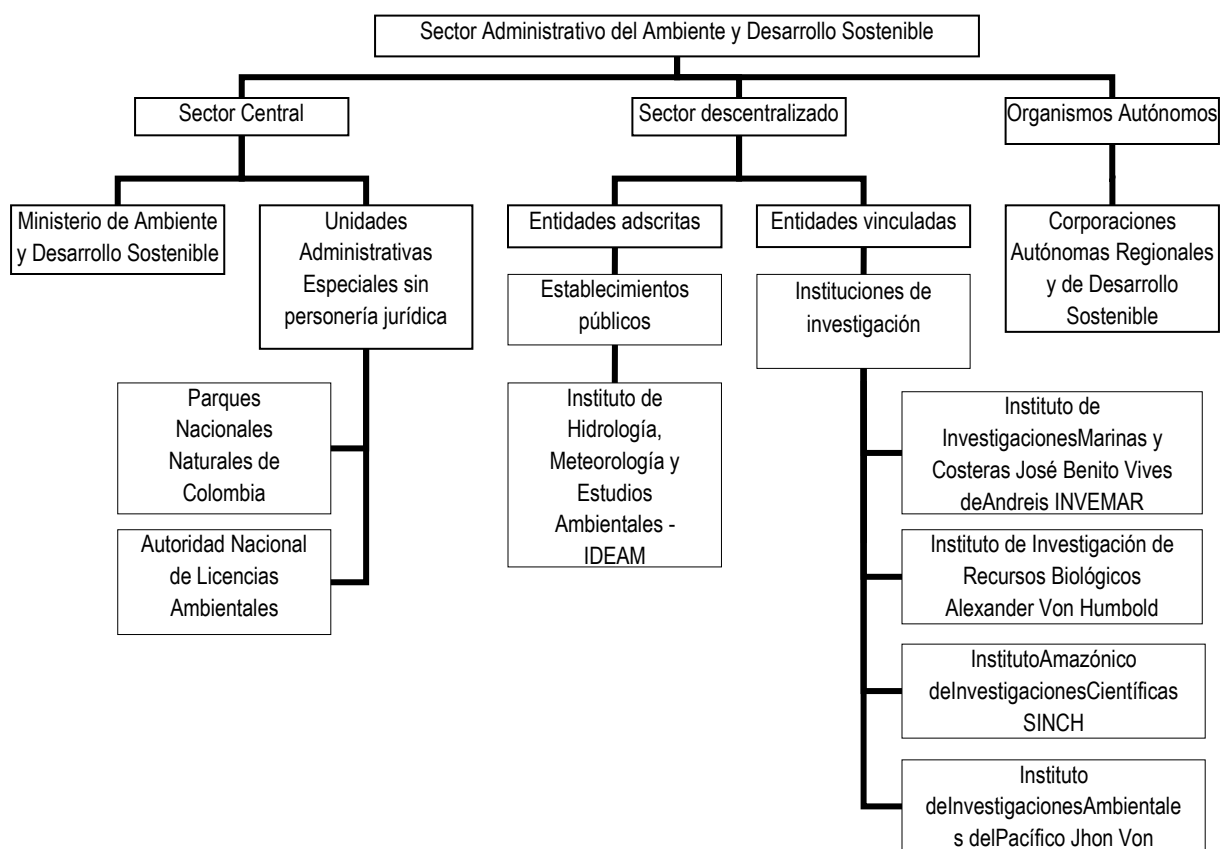 Sector Administrativo del Ambiente y Desarrollo Sostenible
Sector Central
Sector descentralizado
Organismos Autónomos
Ministerio de Ambiente
y Desarrollo Sostenible
Unidades
Administrativas
Especiales sin
personería jurídica
Entidades adscritas
Entidades vinculadas
Corporaciones
Autónomas Regionales
y de Desarrollo
Sostenible
Establecimientos
públicos
Instituciones de
investigación
Parques
Nacionales
Naturales de
Colombia
Instituto de
Hidrología,
Meteorología y
Estudios
Ambientales -
IDEAM
Instituto de
InvestigacionesMarinas y
Costeras José Benito Vives
deAndreis INVEMAR
Autoridad Nacional
de Licencias
Ambientales
Instituto de Investigación de
Recursos Biológicos
Alexander Von Humbold
InstitutoAmazónico
deInvestigacionesCientíficas
SINCH
Instituto
deInvestigacionesAmbientale
s delPacífico Jhon Von